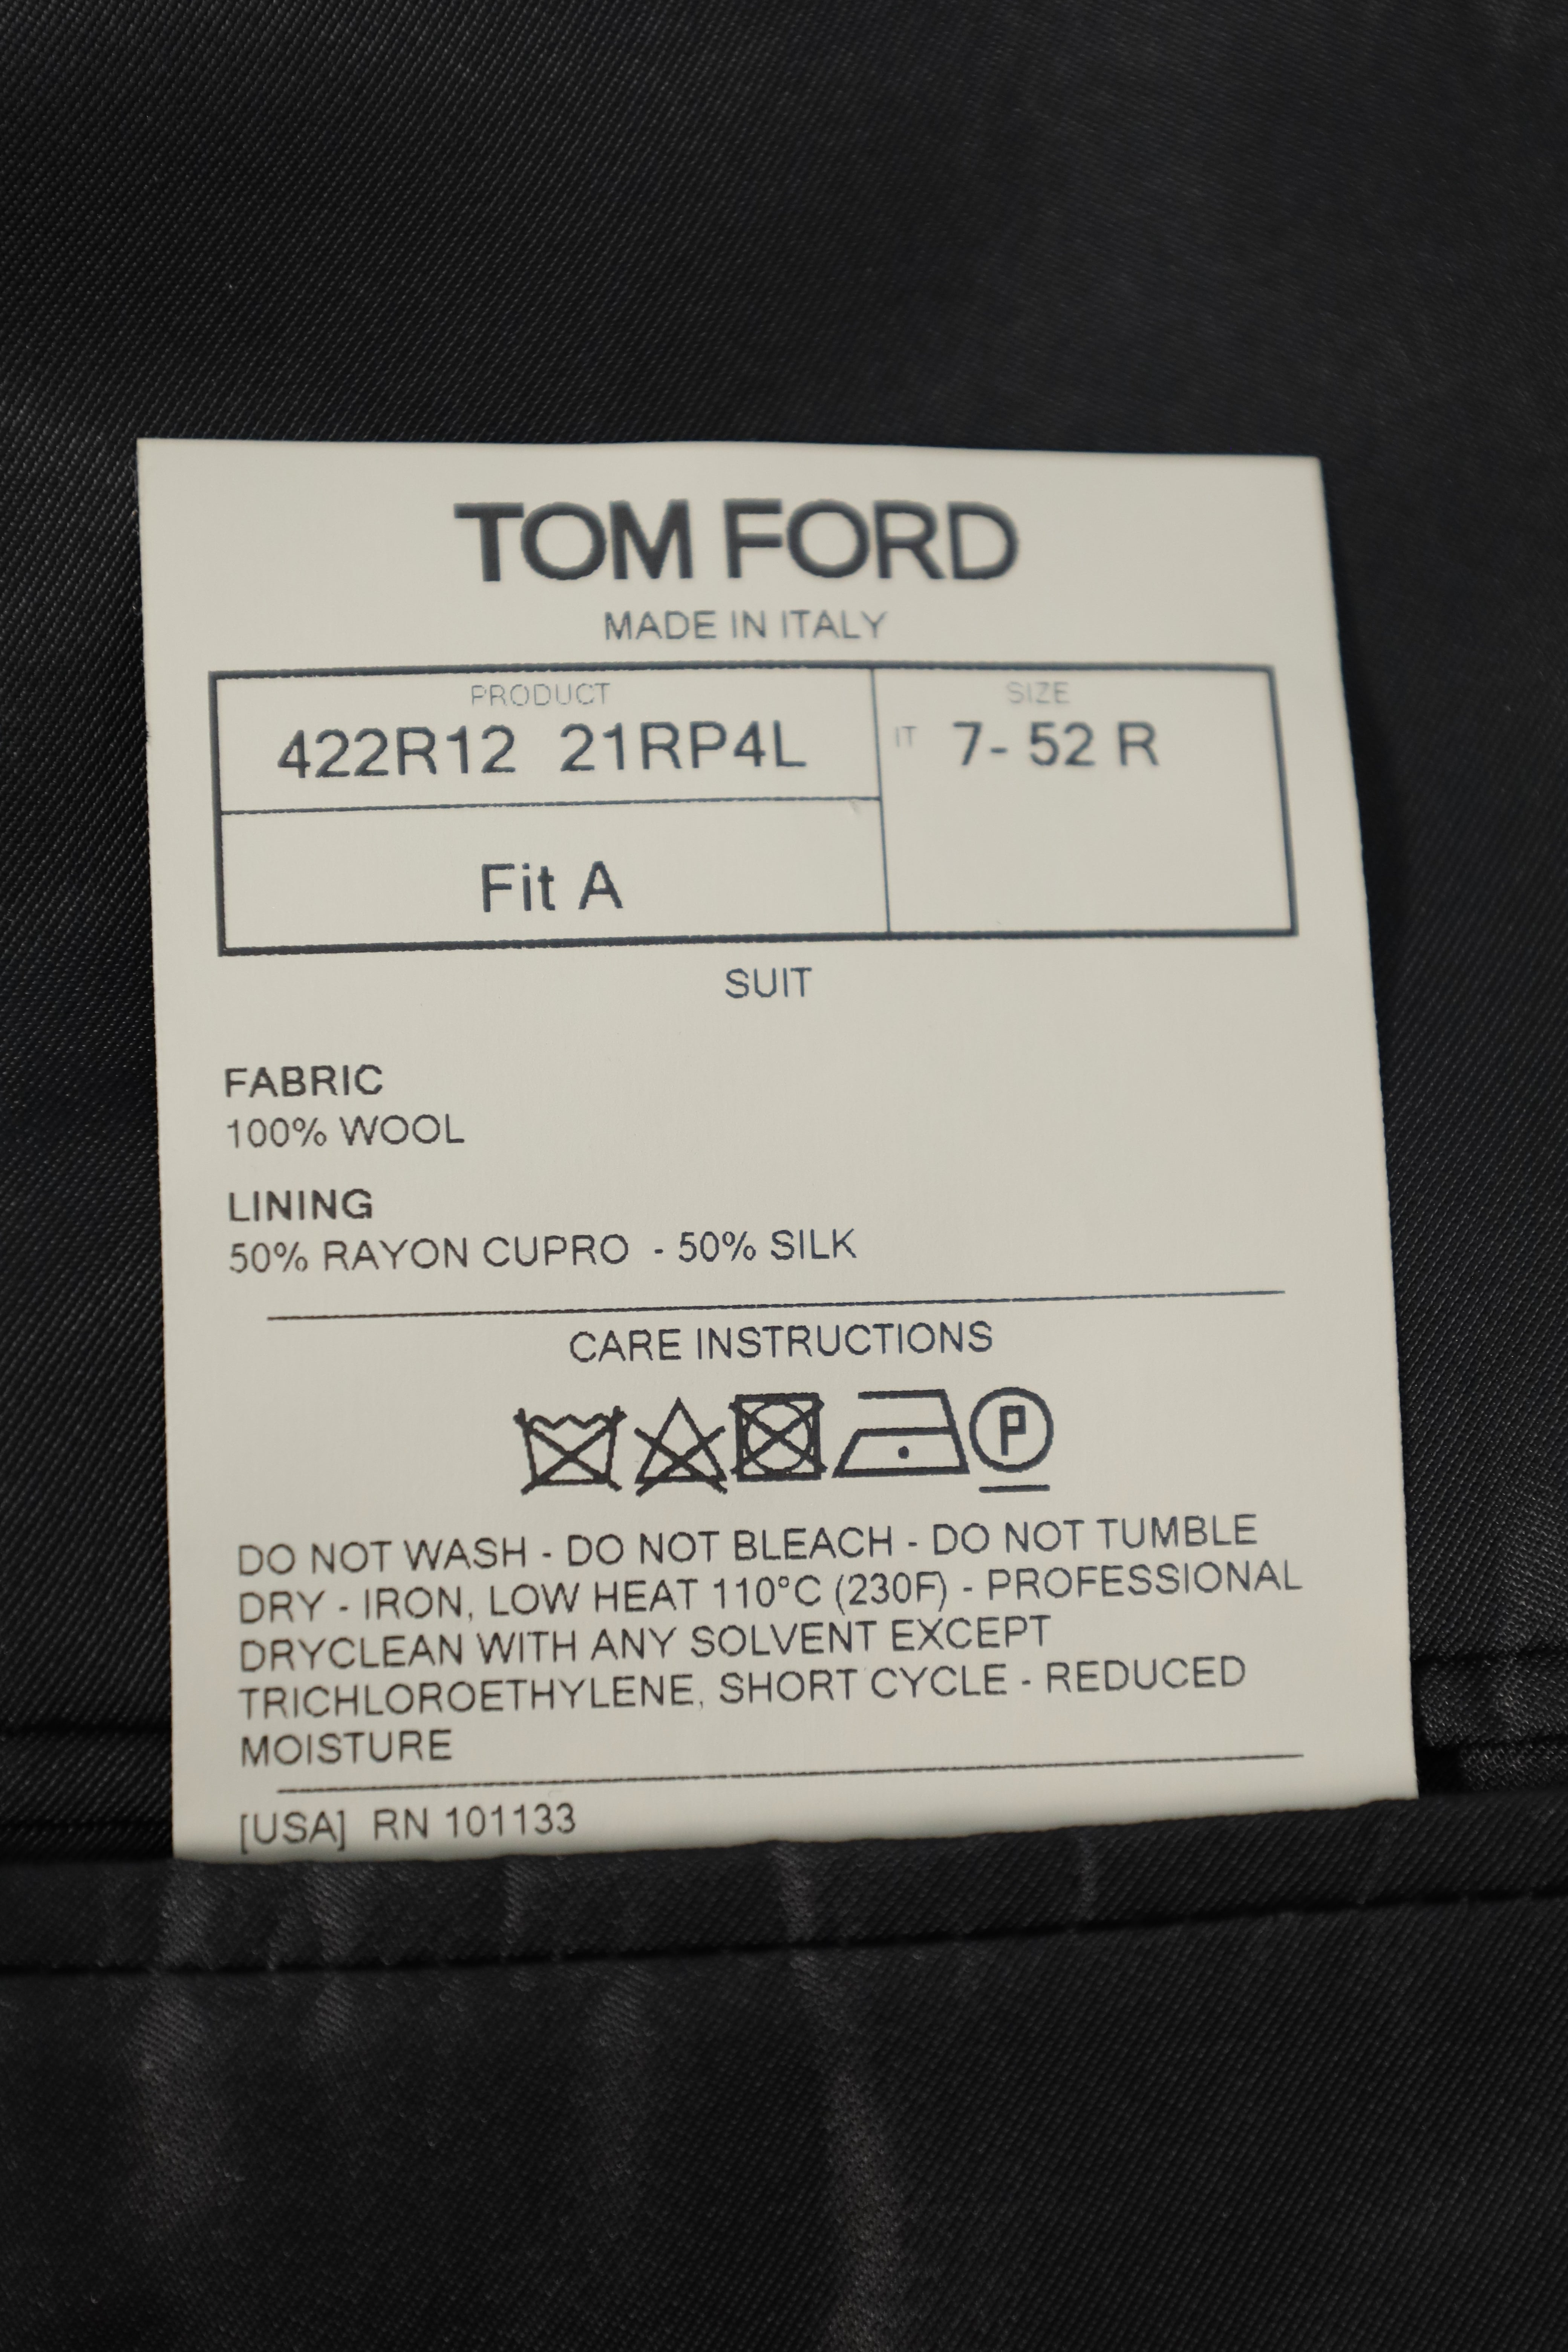 TOM FORD
MADE IN ITALY
PRODUCT
422R12 21RP4L
SIZE
IT 7- 52 R
Fit A
SUIT
FABRIC
100% WOOL
LINING
50% RAYON CUPRO - 50% SILK
CARE INSTRUCTIONS
P
DO NOT WASH - DO NOT BLEACH - DO NOT TUMBLE
DRY - IRON, LOW HEAT 110°C (230F) - PROFESSIONAL
DRYCLEAN WITH ANY SOLVENT EXCEPT
TRICHLOROETHYLENE, SHORT CYCLE - REDUCED
MOISTURE
[USA] RN 101133